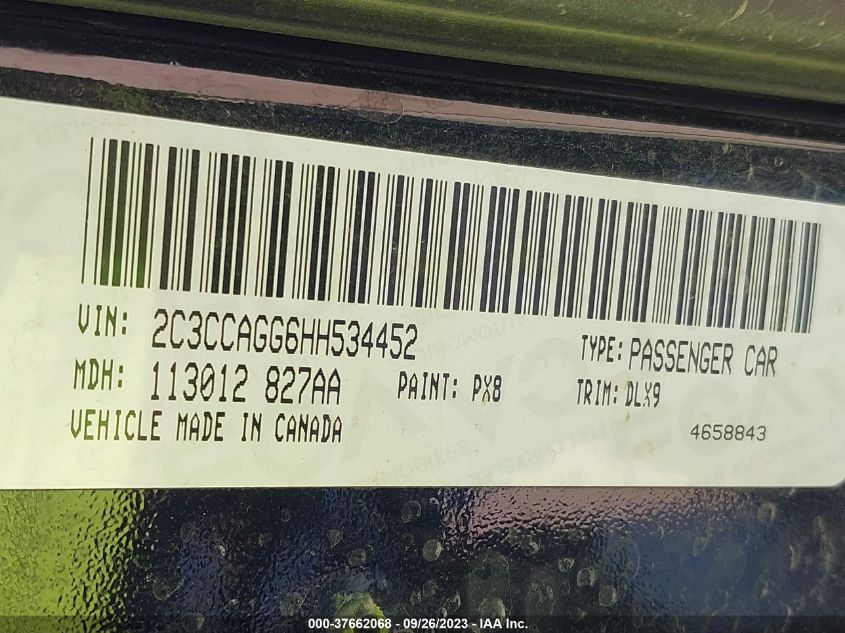 VIN: 2C3CCAGG6HH534452 TYPE: PASSENGER CAR
MDH: 113012 827AA PAINT: PX8 TRIM: DLX9
VEHICLE MADE IN CANADA 4658843
000-37662068 - 09/26/2023 - IAA Inc.